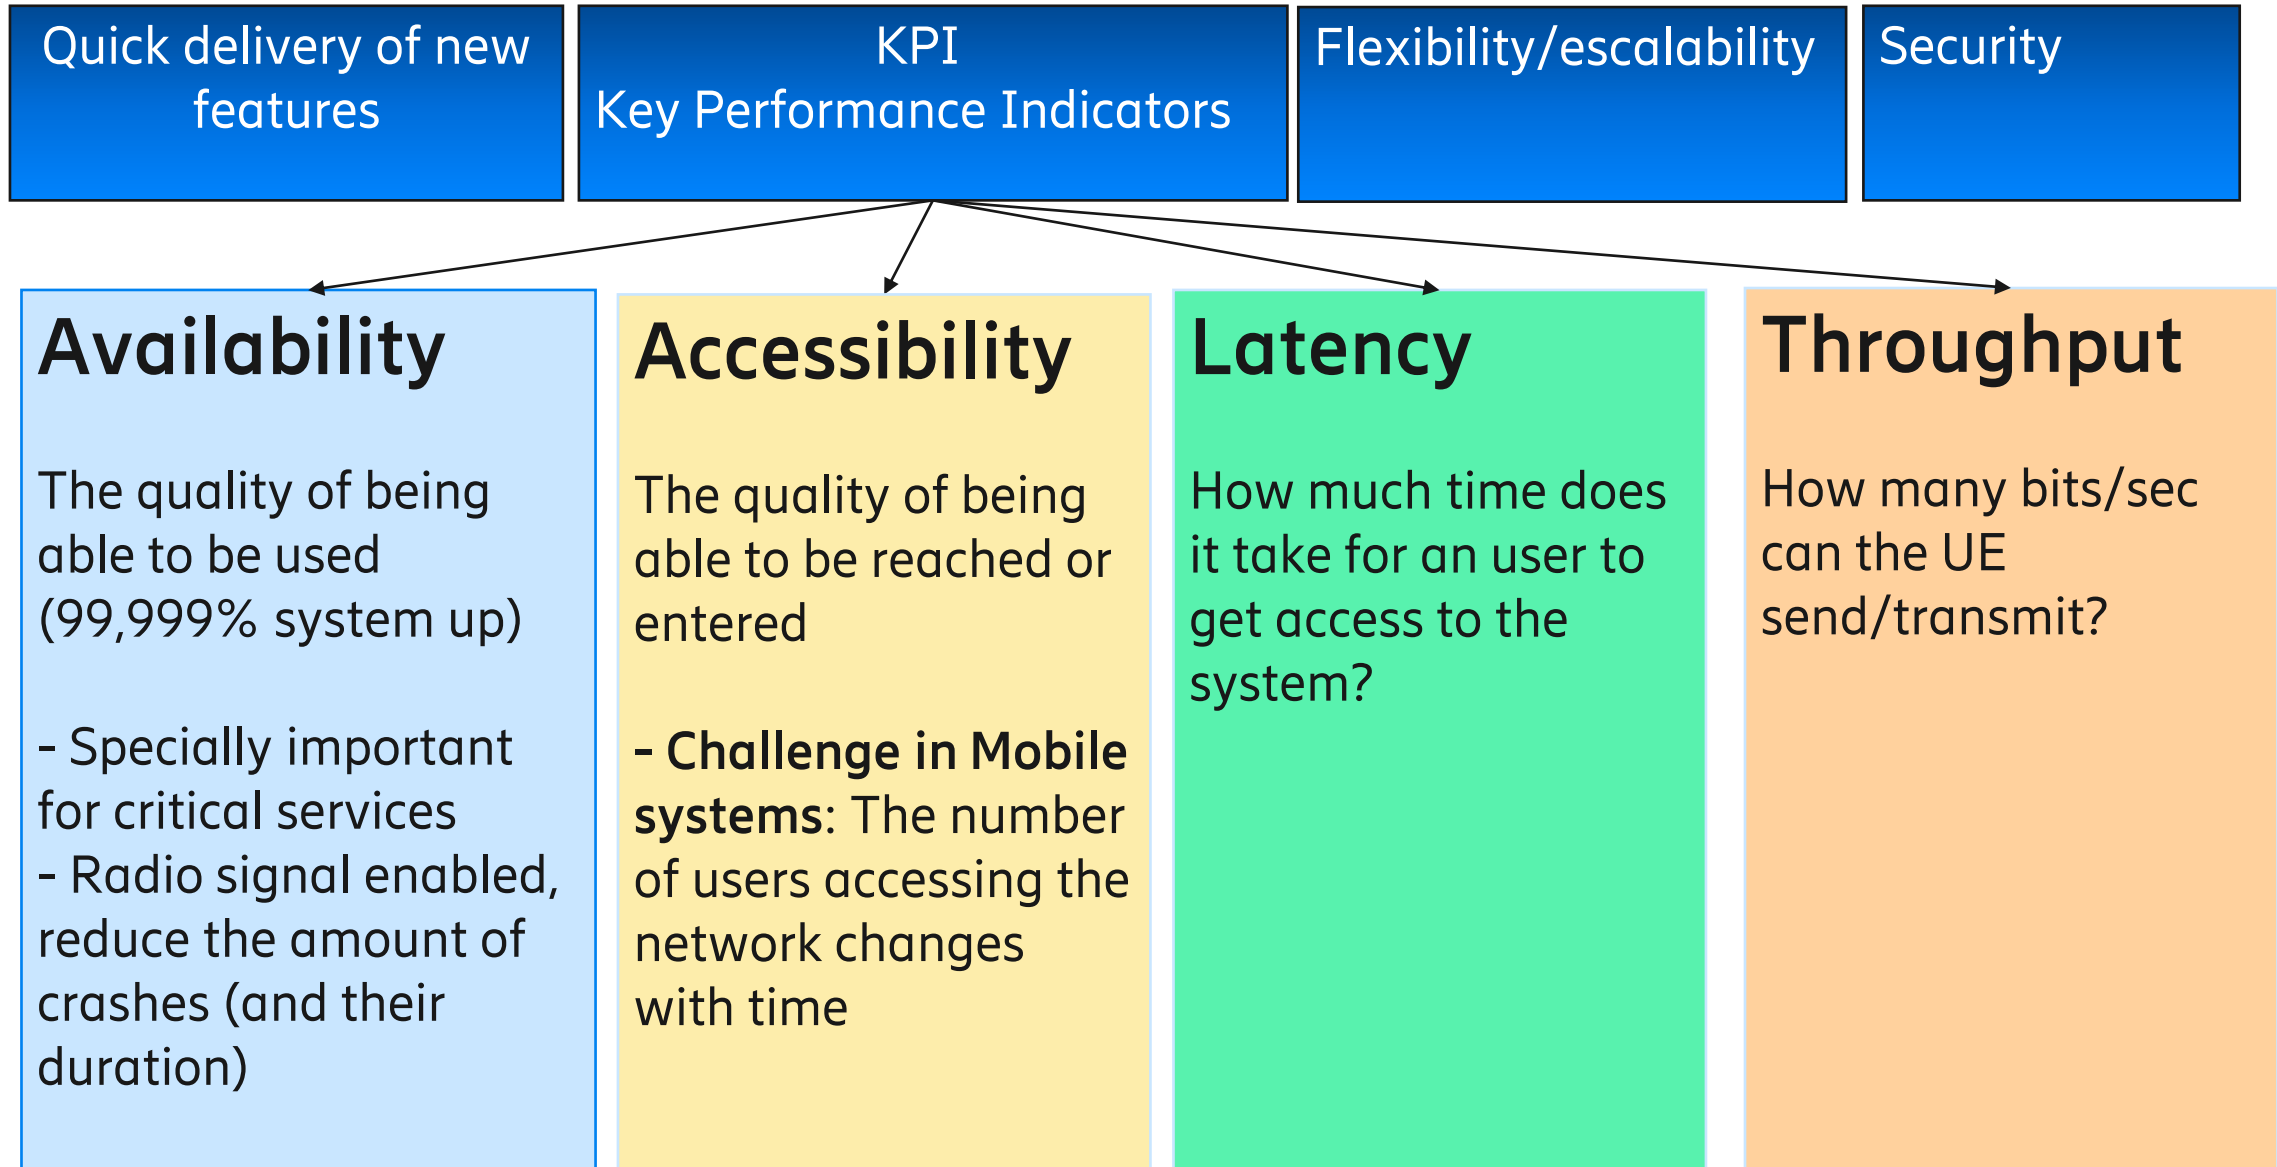 Quick delivery of new
features
KPI
Key Performance Indicators
Flexibility/escalability
Security
Availability
The quality of being
able to be used
(99,999% system up)
- Specially important
for critical services
- Radio signal enabled,
reduce the amount of
crashes (and their
duration)
Accessibility
The quality of being
able to be reached or
entered
- Challenge in Mobile
systems: The number
of users accessing the
network changes
with time
Latency
How much time does
it take for an user to
get access to the
system?
Throughput
How many bits/sec
can the UE
send/transmit?